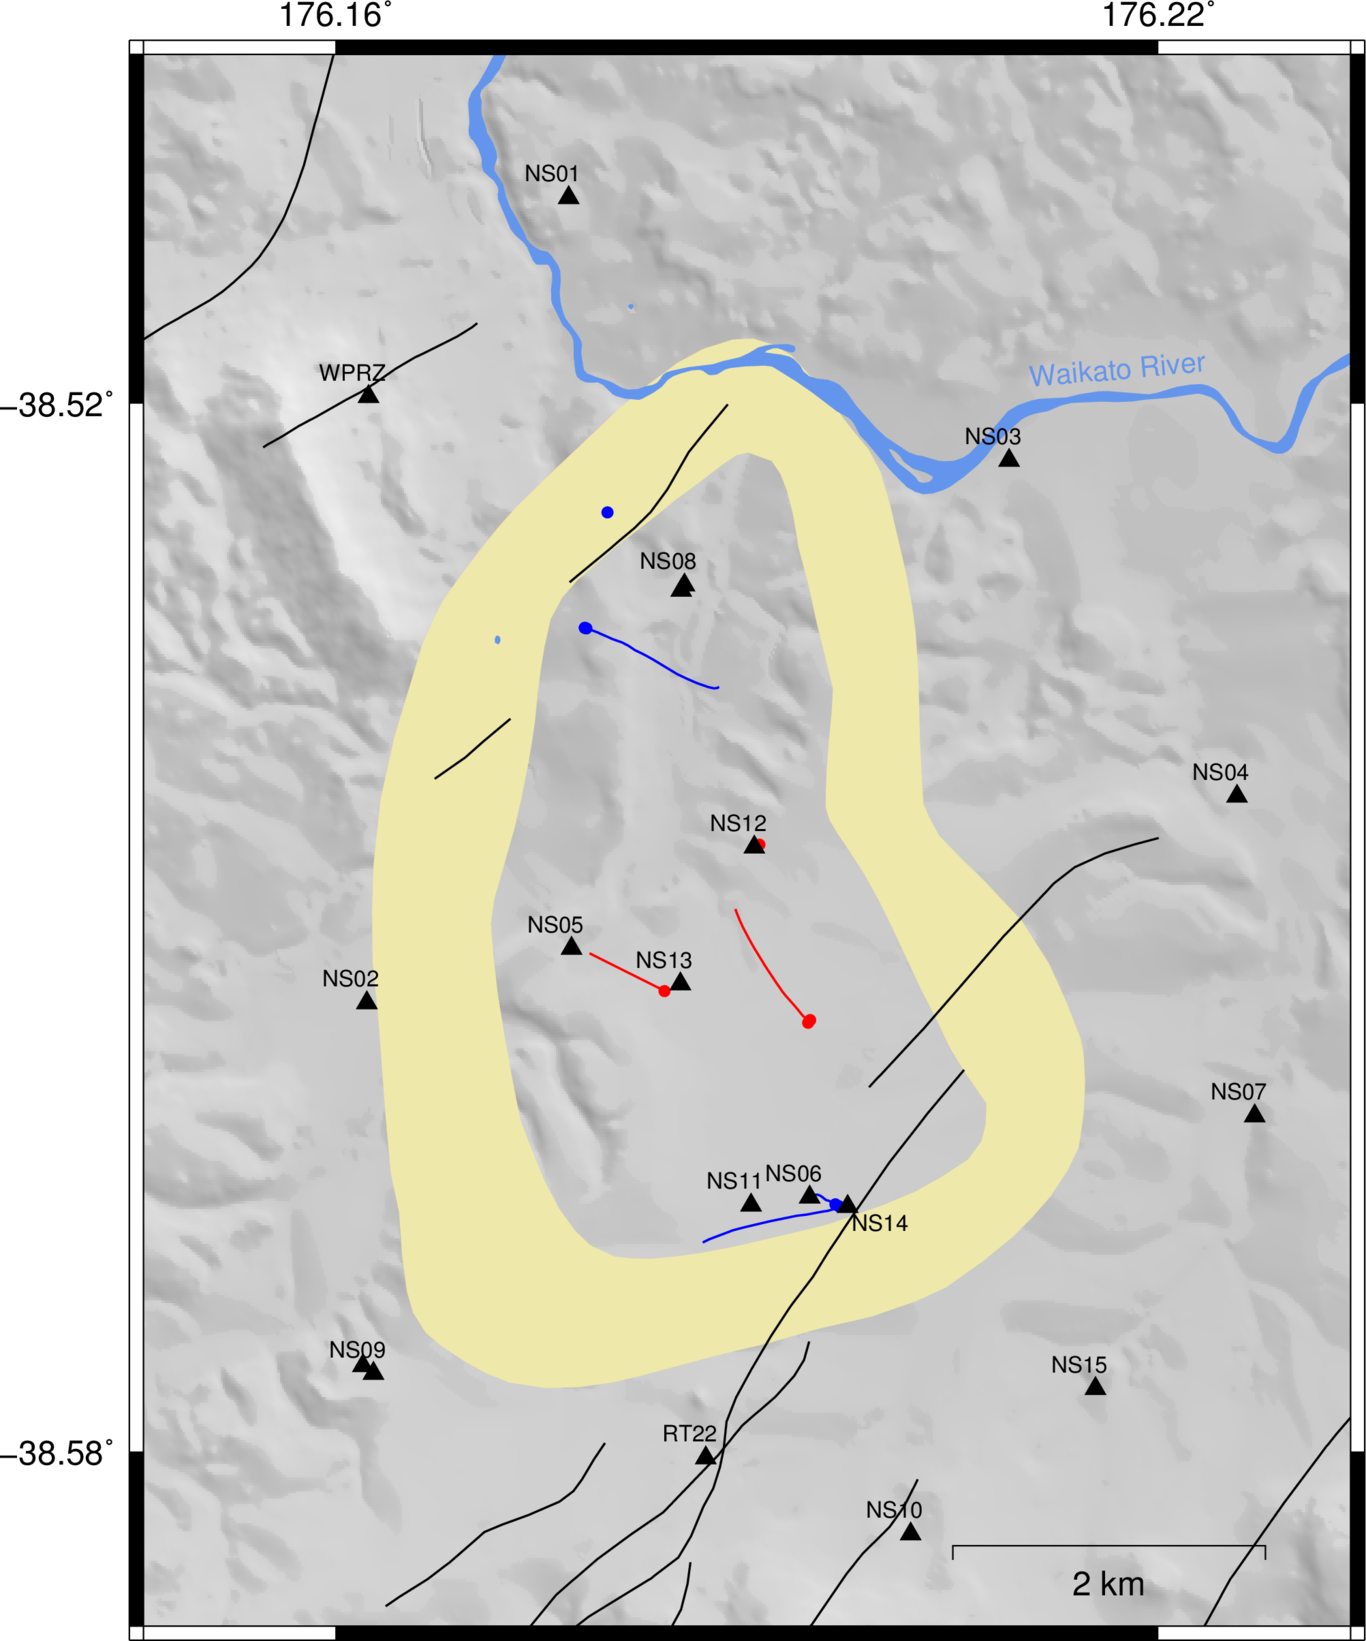 176.16° 176.22°
NS01
Waikato River
WPRZ
−38.52°
NS03
NS08
NS04
NS12
NS05
NS13
NS02
NS07
NS06
NS11
NS14
NS09
NS15
RT22
−38.58°
NS10
2 km